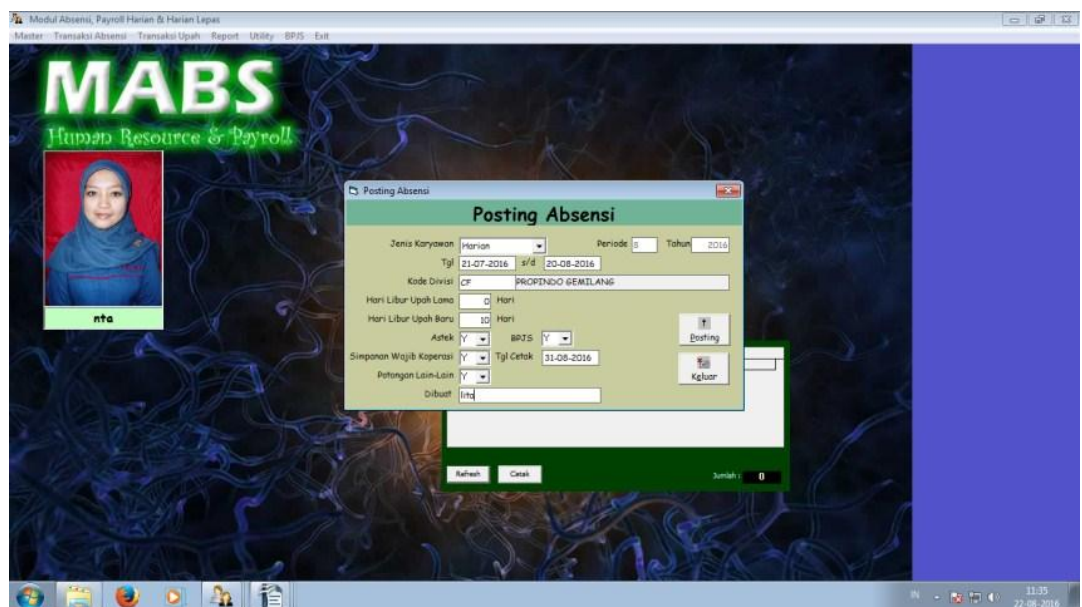 Modul Absensi, Payroll Harian & Harian Lepas
Master Transaksi Absensi Transaksi Upah Report Utility BPJS Exit
MABS
Human Resource & Payroll
nta
Posting Absensi
Posting Absensi
Jenis Karyawan Harian Periode Tahun 2016
Tgl 21-07-2016 s/d 20-08-2016
Kode Divisi CF PROPINDO GEMILANG
Hari Libur Upah Lama 0 Hari
Hari Libur Upah Baru 10 Hari
Astek Y BPJS Y
Posting
Simpanan Wajib Koperasi Y Tgl Cetak 31-08-2016
Potongan Lain-Lain Y
Keluar
Dibuat lita
Refresh Cetak Jumlah : 0
IN 11:35
22-08-2016